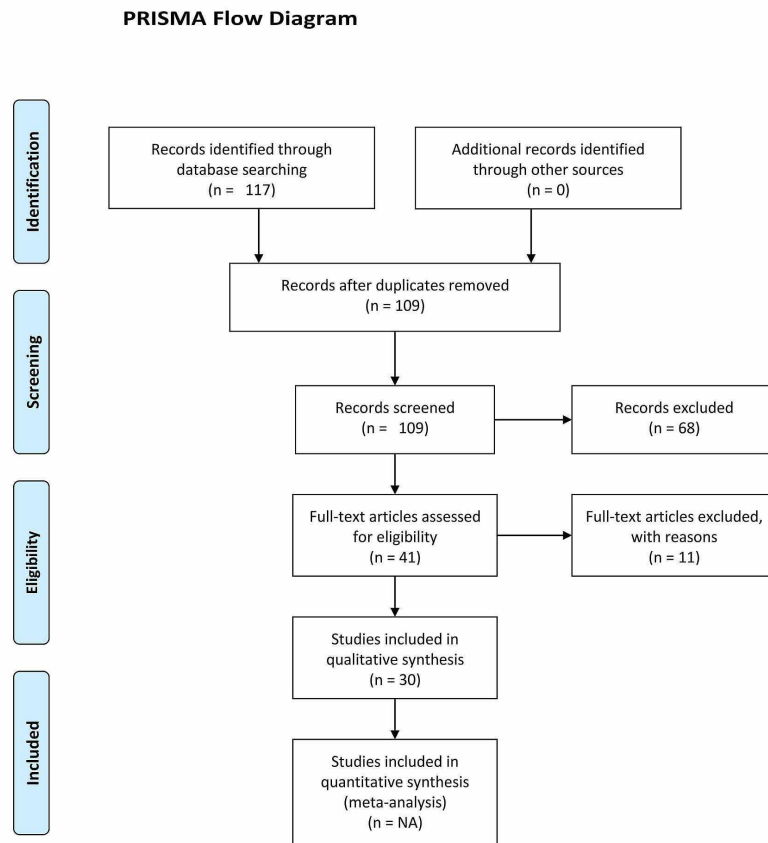 PRISMA Flow Diagram
Identification
Records identified through
database searching
(n = 117)
Additional records identified
through other sources
(n = 0)
Records after duplicates removed
(n = 109)
Screening
Records screened
(n = 109)
Records excluded
(n = 68)
Eligibility
Full-text articles assessed
for eligibility
(n = 41)
Full-text articles excluded,
with reasons
(n = 11)
Studies included in
qualitative synthesis
(n = 30)
Included
Studies included in
quantitative synthesis
(meta-analysis)
(n = NA)